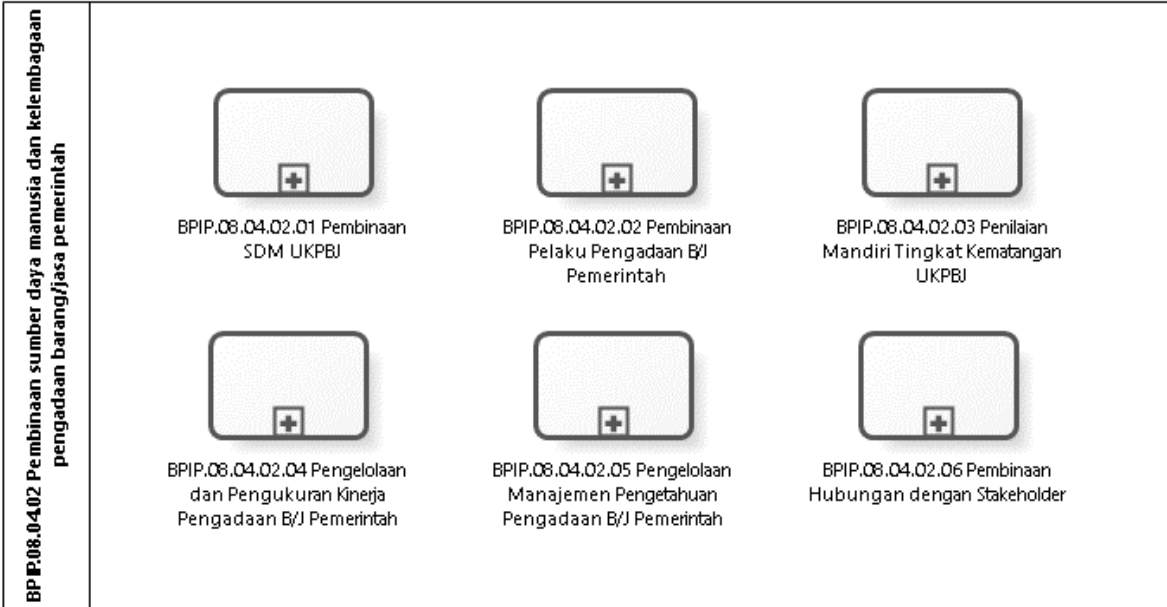 BPIP.08.04.02 Pembinaan sumber daya manusia dan kelembagaan
pengadaan barang/jasa pemerintah
BPIP.08.04.02.01 Pembinaan
SDM UKPBJ
BPIP.08.04.02.02 Pembinaan
Pelaku Pengadaan B/J
Pemerintah
BPIP.08.04.02.03 Penilaian
Mandiri Tingkat Kematangan
UKPBJ
BPIP.08.04.02.04 Pengelolaan
dan Pengukuran Kinerja
Pengadaan B/J Pemerintah
BPIP.08.04.02.05 Pengelolaan
Manajemen Pengetahuan
Pengadaan B/J Pemerintah
BPIP.08.04.02.06 Pembinaan
Hubungan dengan Stakeholder